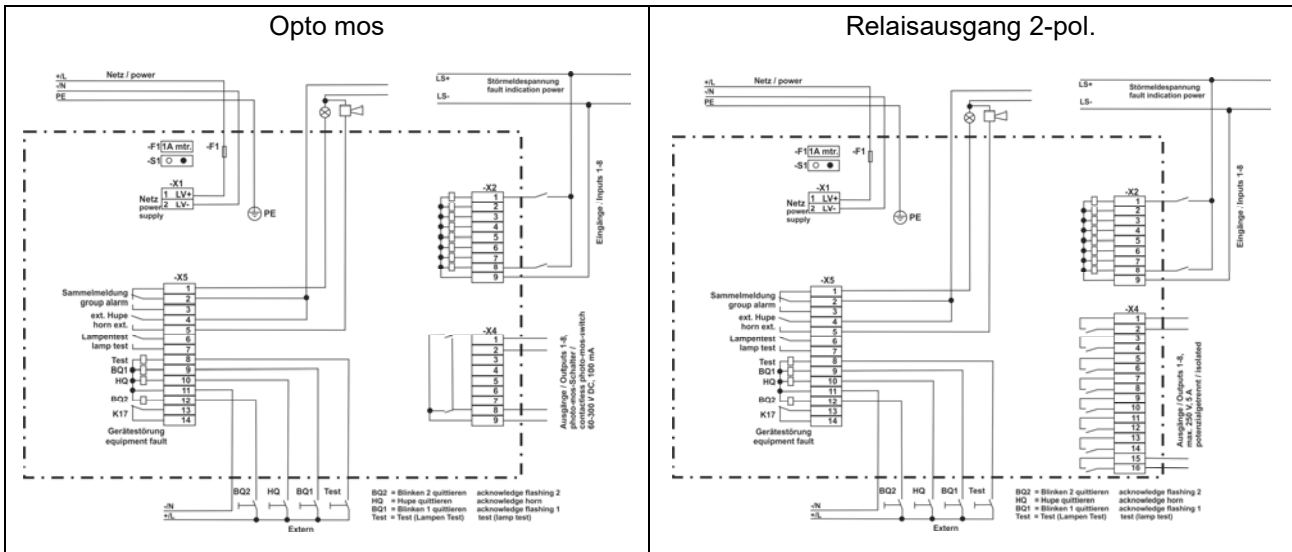 Opto mos
+/L Netz / power
-/N
PE
LS+ Störmeldespannung
fault indication power
LS-
-F1 1A mtr. -F1
-S1
-X1
1 LV+
2 LV-
Netz
power
supply
PE
-X2
1
2
3
4
5
6
7
8
9
Eingänge / Inputs 1-8
-X5
Sammelmeldung
group alarm
ext. Hupe
horn ext.
Lampentest
lamp test
Test
BQ1
HQ
BQ2
K17
1
2
3
4
5
6
7
8
9
10
11
12
13
14
Gerätestörung
equipment fault
-X4
1
2
3
4
5
6
7
8
9
Ausgänge / Outputs 1-8,
photo-mos-Schalter /
contactless photo-mos-switch
60-300 V DC, 100 mA
BQ2 HQ BQ1 Test
-/N
+/L
Extern
BQ2 = Blinken 2 quittieren acknowledge flashing 2
HQ = Hupe quittieren acknowledge horn
BQ1 = Blinken 1 quittieren acknowledge flashing 1
Test = Test (Lampen Test) test (lamp test)
Relaisausgang 2-pol.
+/L Netz / power
-/N
PE
LS+ Störmeldespannung
fault indication power
LS-
-F1 1A mtr. -F1
-S1
-X1
1 LV+
2 LV-
Netz
power
supply
PE
-X2
1
2
3
4
5
6
7
8
9
Eingänge / Inputs 1-8
-X5
Sammelmeldung
group alarm
ext. Hupe
horn ext.
Lampentest
lamp test
Test
BQ1
HQ
BQ2
K17
1
2
3
4
5
6
7
8
9
10
11
12
13
14
Gerätestörung
equipment fault
-X4
1
2
3
4
5
6
7
8
9
10
11
12
13
14
15
16
Ausgänge / Outputs 1-8,
max. 250 V, 5 A
potenzialgetrennt / isolated
BQ2 HQ BQ1 Test
-/N
+/L
Extern
BQ2 = Blinken 2 quittieren acknowledge flashing 2
HQ = Hupe quittieren acknowledge horn
BQ1 = Blinken 1 quittieren acknowledge flashing 1
Test = Test (Lampen Test) test (lamp test)